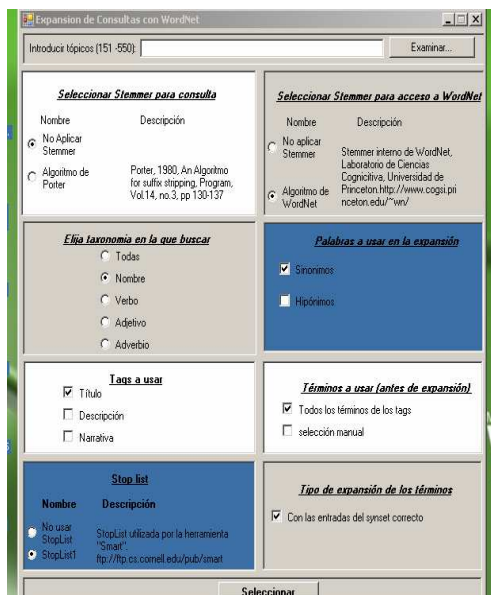 Expansion de Consultas con WordNet
Introducir tópicos (151 -550):
Examinar...
Seleccionar Stemmer para consulta
Nombre Descripción
No Aplicar
Stemmer
Algoritmo de
Porter
Porter, 1980, An Algorithm
for suffix stripping, Program,
Vol.14, no.3, pp 130-137
Seleccionar Stemmer para acceso a WordNet
Nombre Descripción
No aplicar
Stemmer
Algoritmo de
WordNet
Stemmer interno de WordNet,
Laboratorio de Ciencias
Cognicitiva, Universidad de
Princeton.http://www.cogsi.pri
nceton.edu/~wn/
Elija taxonomia en la que buscar
Todas
Nombre
Verbo
Adjetivo
Adverbio
Palabras a usar en la expansión
Sinonimos
Hipónimos
Tags a usar
Título
Descripción
Narrativa
Términos a usar (antes de expansión)
Todos los términos de los tags
selección manual
Stop list
Nombre Descripción
No usar
StopList
StopList1
StopList utilizada por la herramienta
"Smart".
ftp://ftp.cs.cornell.edu/pub/smart
Tipo de expansión de los términos
Con las entradas del synset correcto
Seleccionar